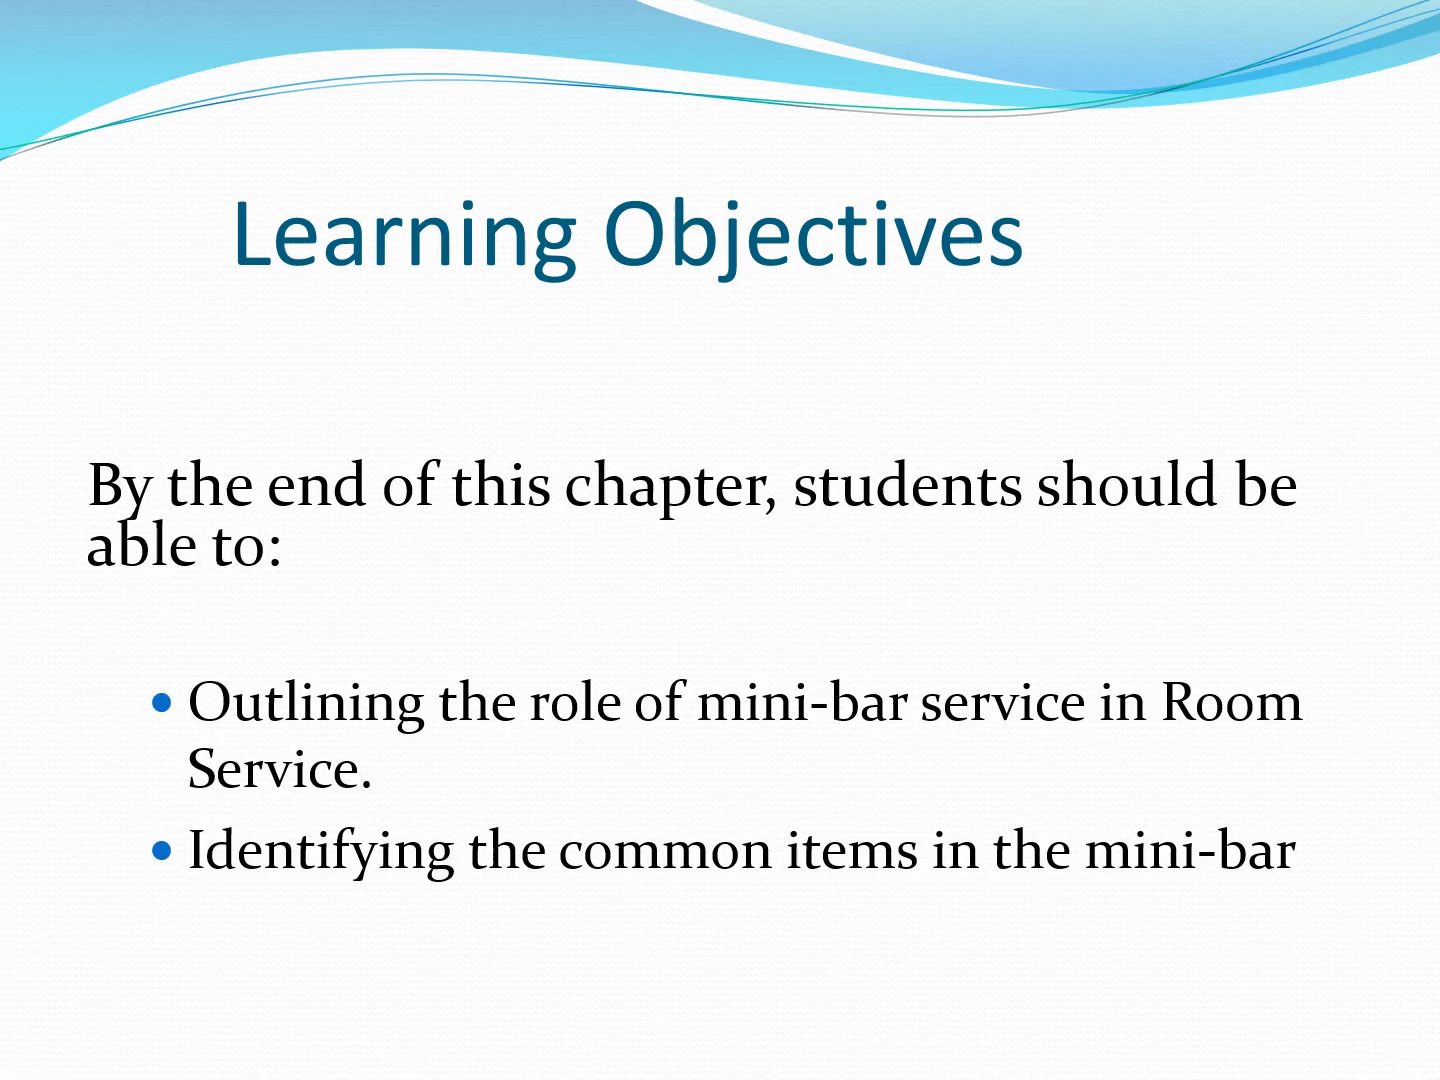 Learning Objectives
By the end of this chapter, students should be
able to:
• Outlining the role of mini-bar service in Room
Service.
• Identifying the common items in the mini-bar